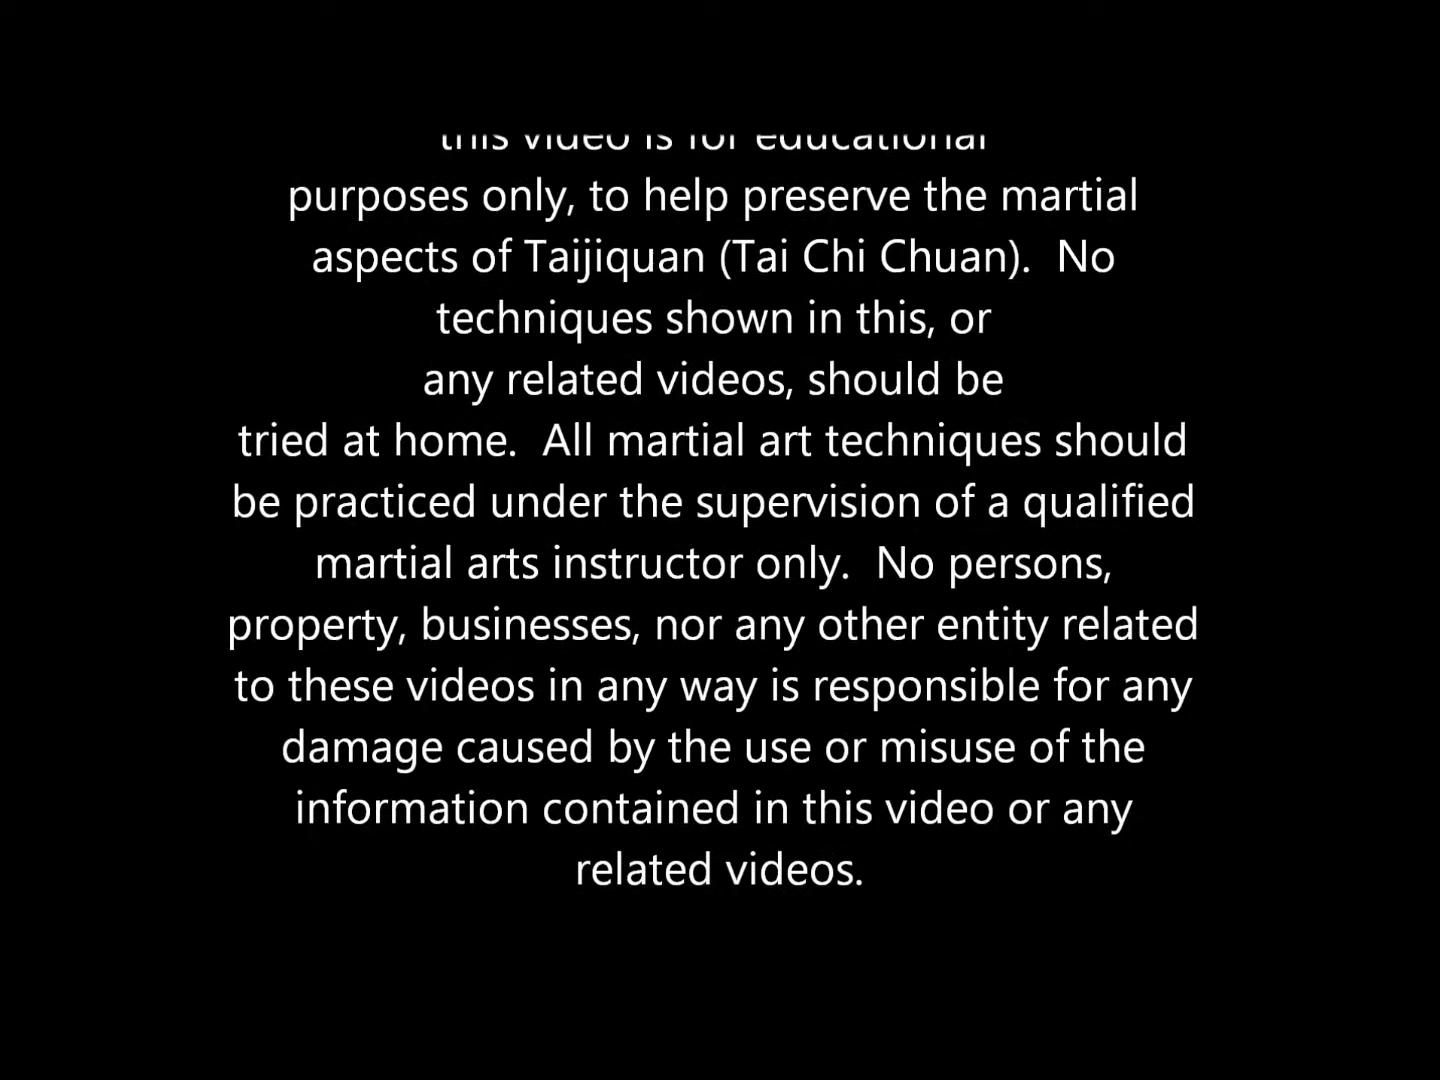 this video is for educational
purposes only, to help preserve the martial
aspects of Taijiquan (Tai Chi Chuan).  No
techniques shown in this, or
any related videos, should be
tried at home.  All martial art techniques should
be practiced under the supervision of a qualified
martial arts instructor only.  No persons,
property, businesses, nor any other entity related
to these videos in any way is responsible for any
damage caused by the use or misuse of the
information contained in this video or any
related videos.